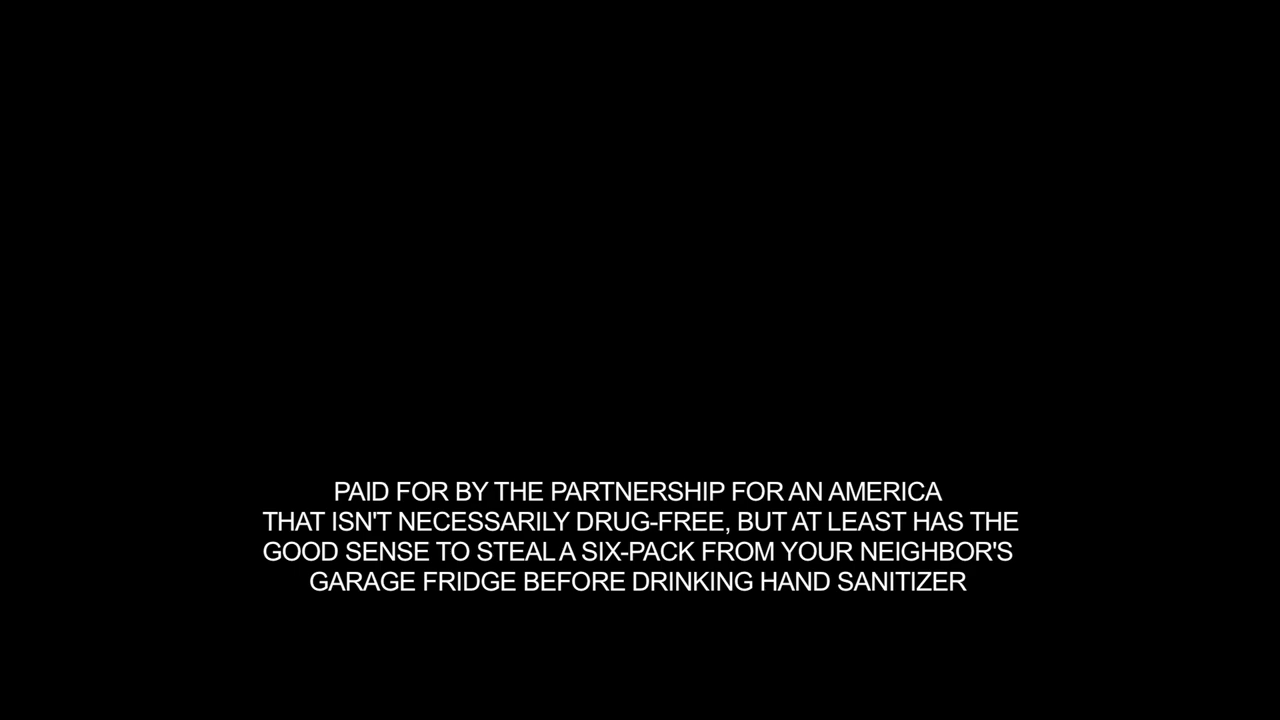 PAID FOR BY THE PARTNERSHIP FOR AN AMERICA
THAT ISN'T NECESSARILY DRUG-FREE, BUT AT LEAST HAS THE
GOOD SENSE TO STEAL A SIX-PACK FROM YOUR NEIGHBOR'S
GARAGE FRIDGE BEFORE DRINKING HAND SANITIZER